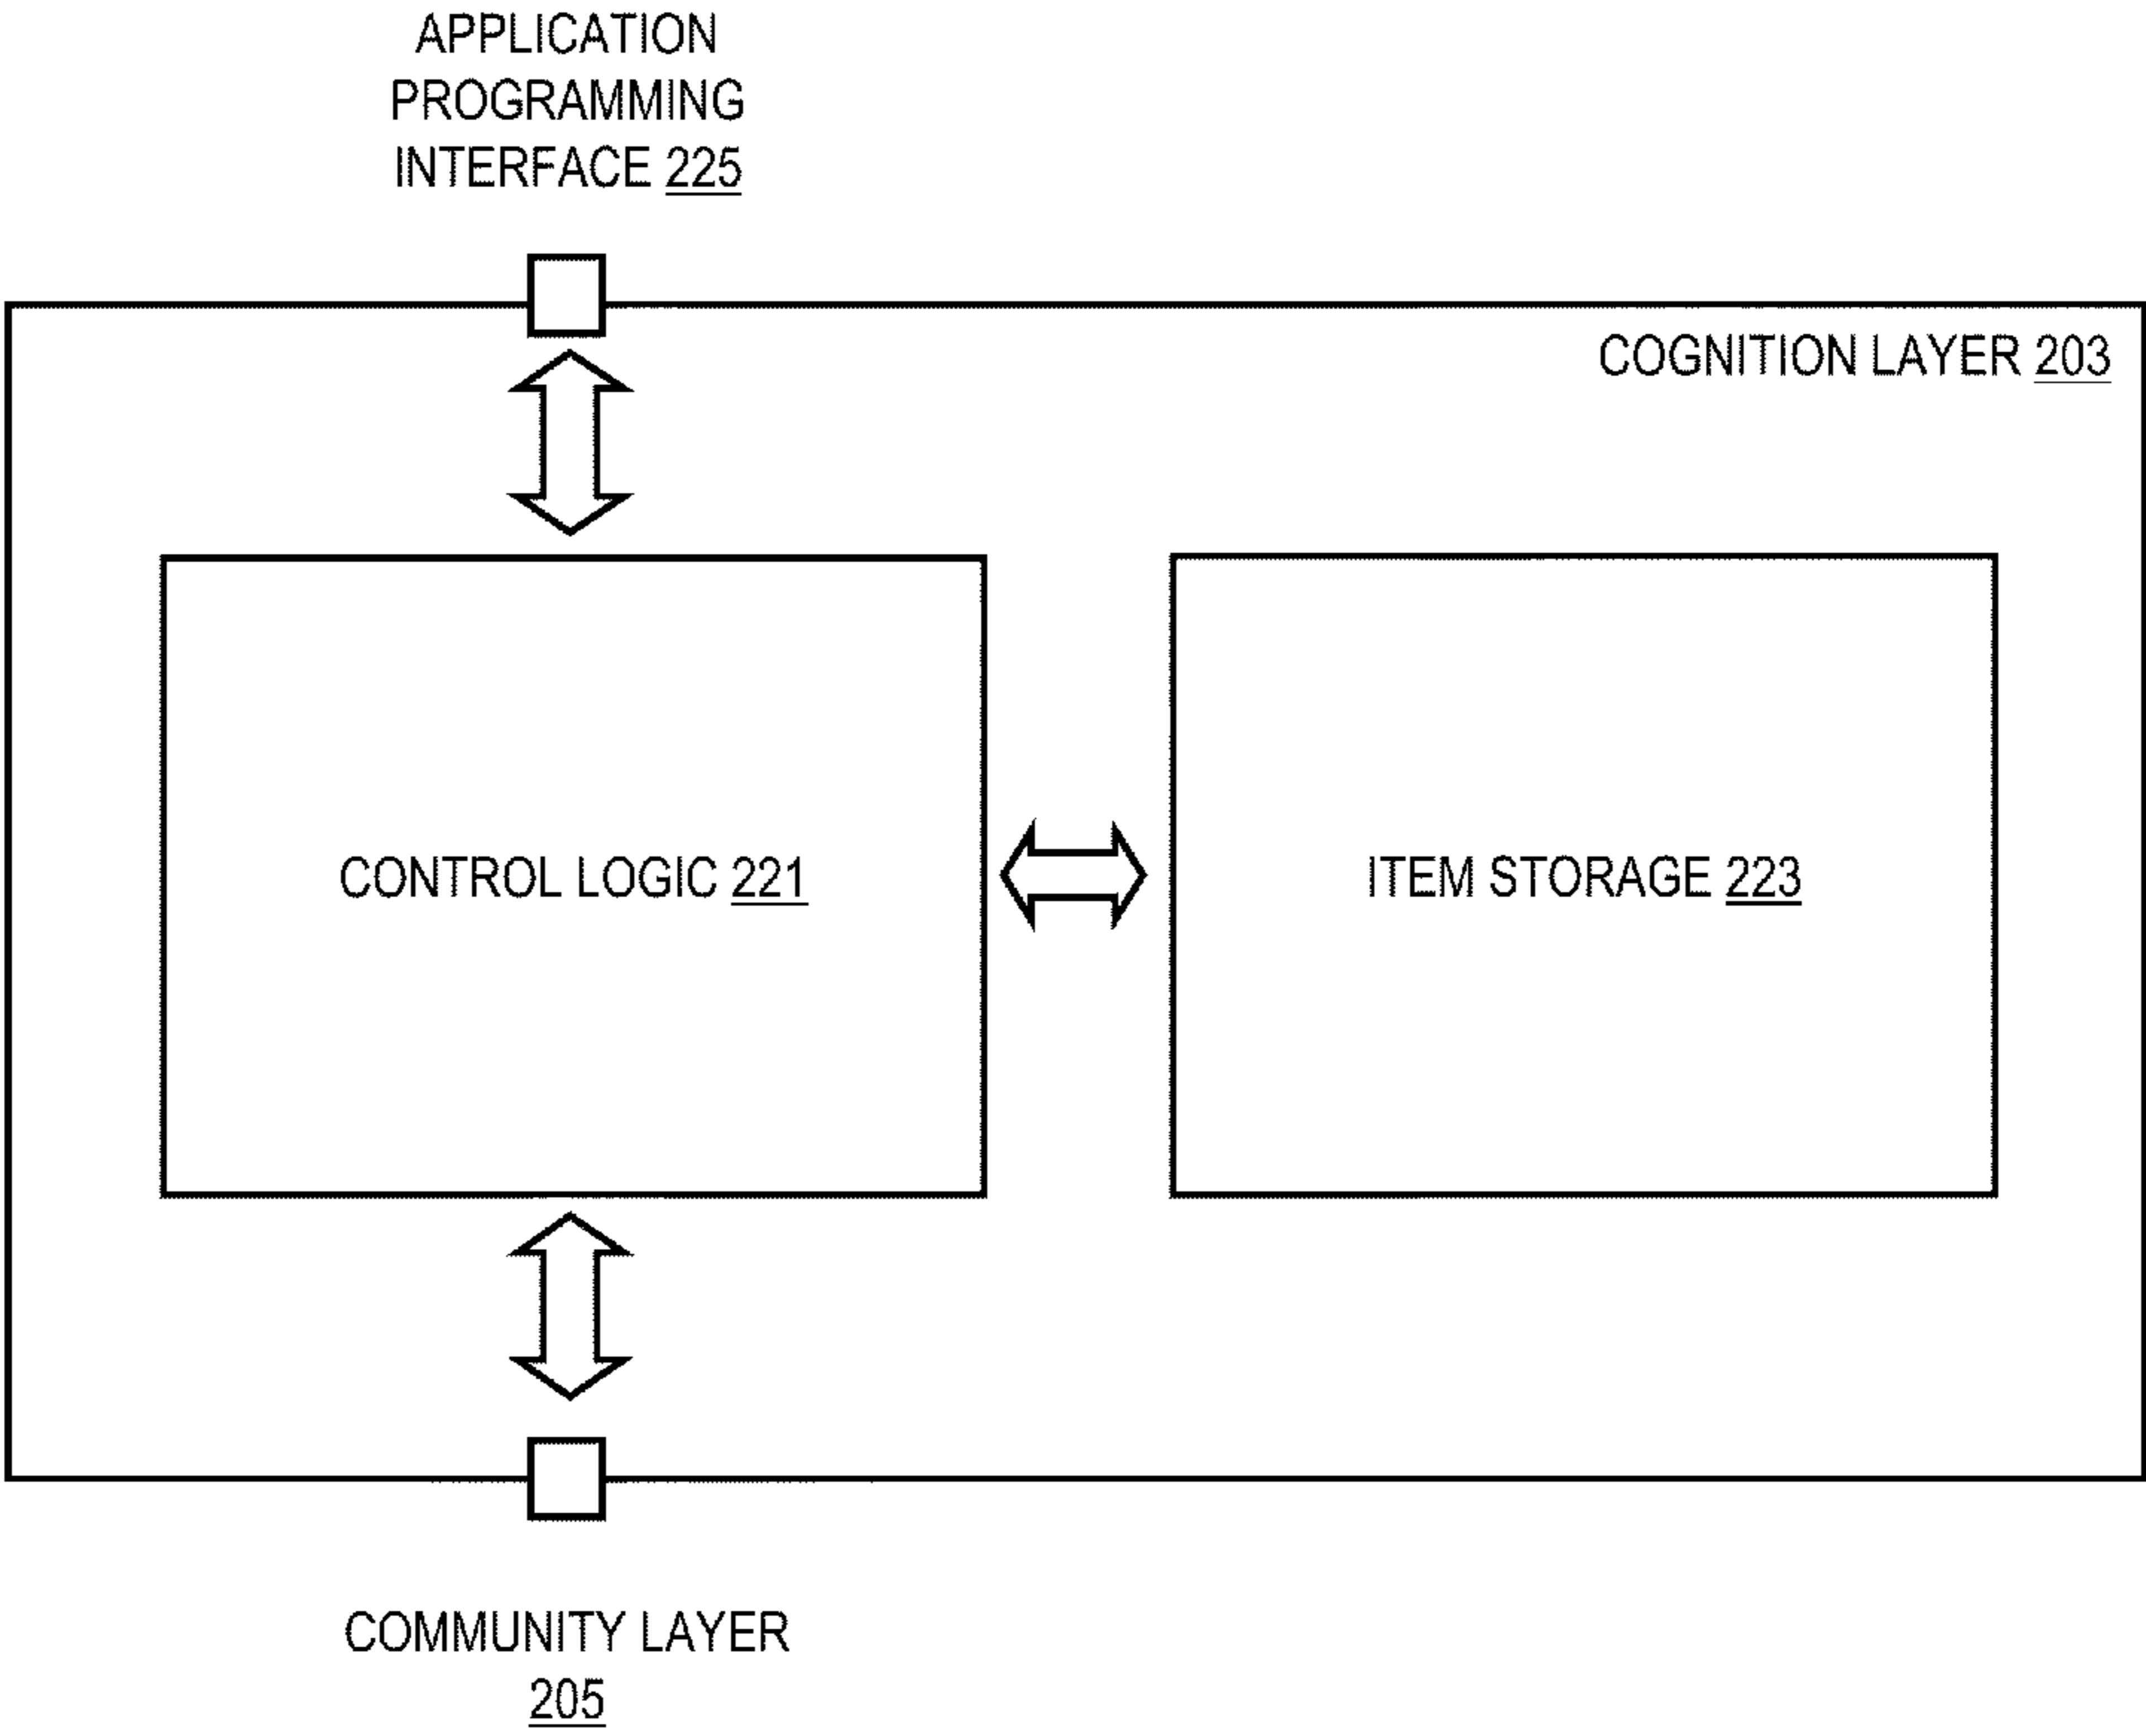 APPLICATION
PROGRAMMING
INTERFACE 225
COGNITION LAYER 203
CONTROL LOGIC 221
ITEM STORAGE 223
COMMUNITY LAYER
205